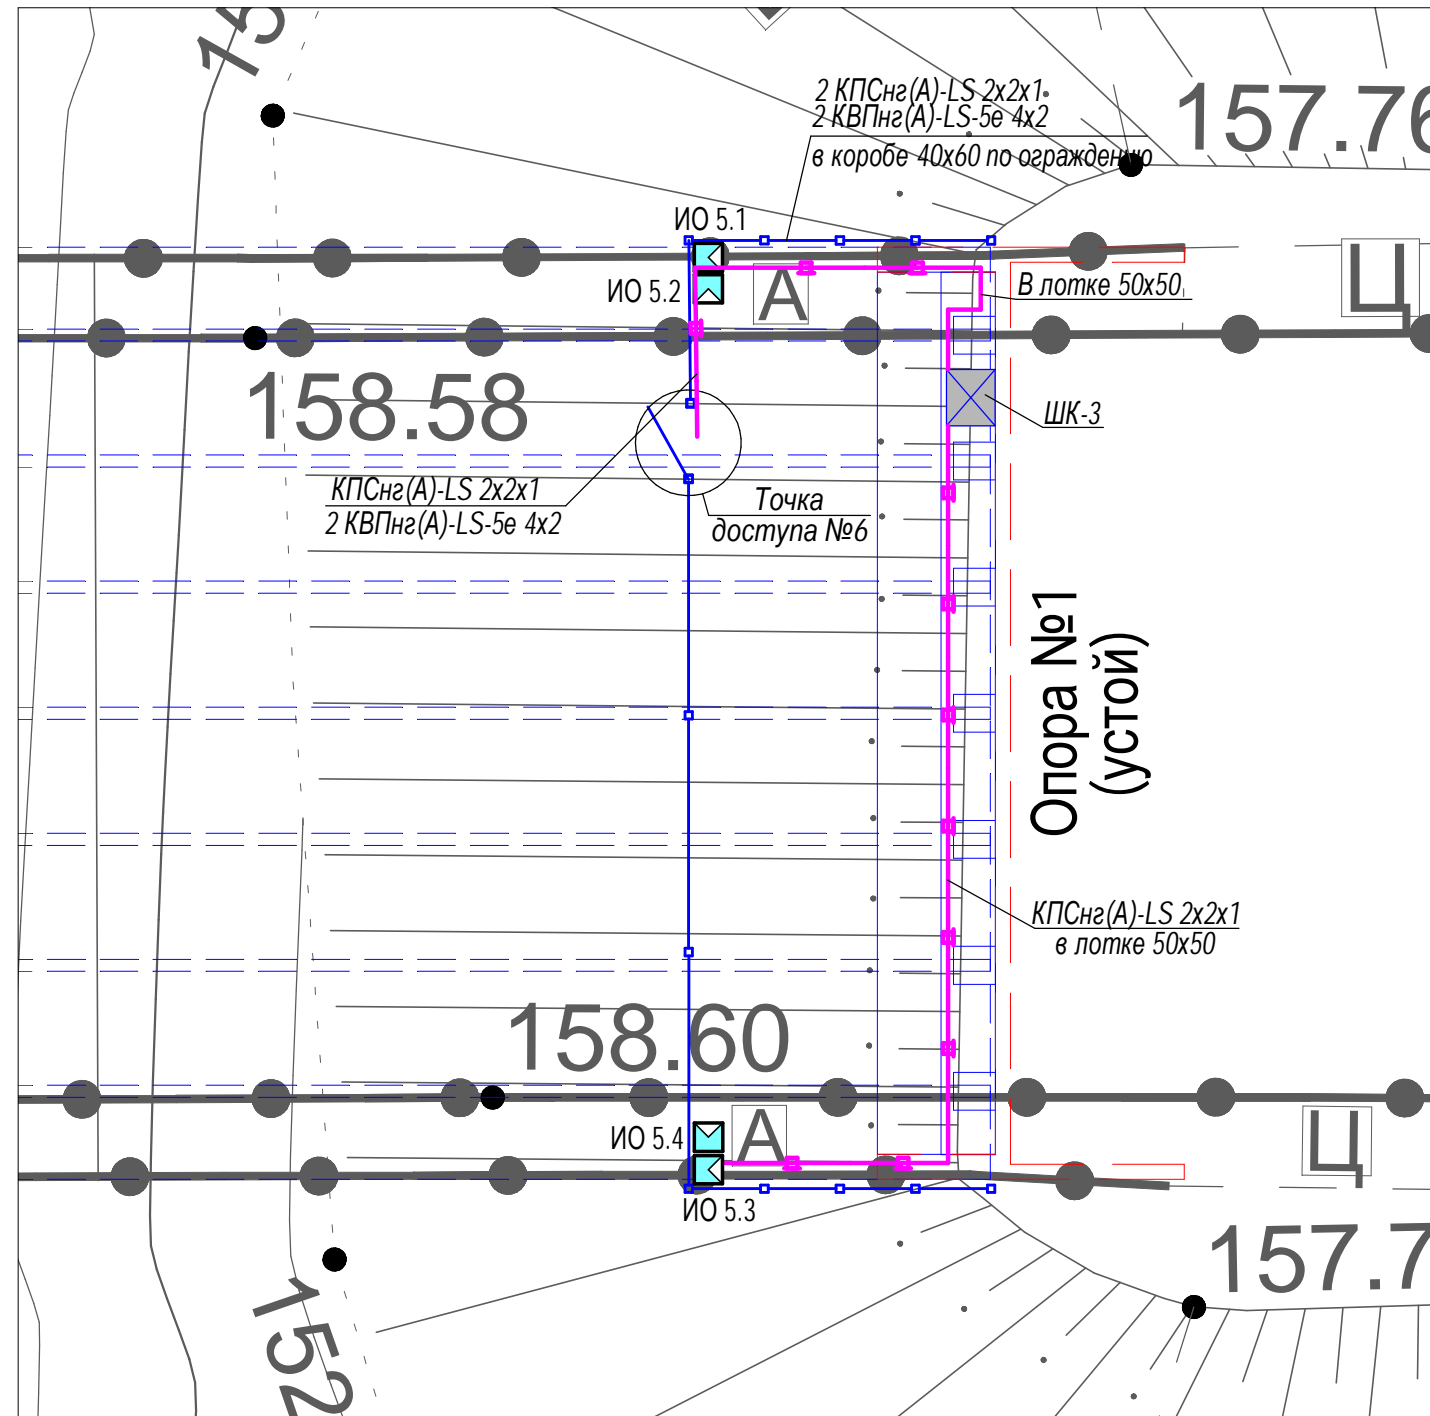 15
2 КПСнг(А)-LS 2х2х1
2 КВПнг(А)-LS-5е 4х2
в коробе 40х60 по ограждению
157.76
ИО 5.1
ИО 5.2
А
В лотке 50х50
Ц
158.58
ШК-3
КПСнг(А)-LS 2х2х1
2 КВПнг(А)-LS-5е 4х2
Точка
доступа №6
Опора №1
(устой)
КПСнг(А)-LS 2х2х1
в лотке 50х50
158.60
ИО 5.4
А
Ц
ИО 5.3
157.7
152